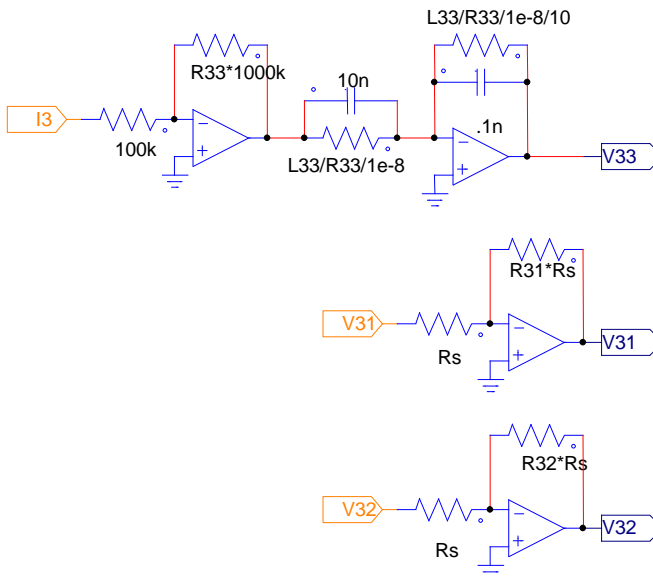 L33/R33/1e-8/10
R33*1000k
10n
I3
100k
.1n
L33/R33/1e-8
V33
R31*Rs
V31
V31
Rs
R32*Rs
V32
V32
Rs